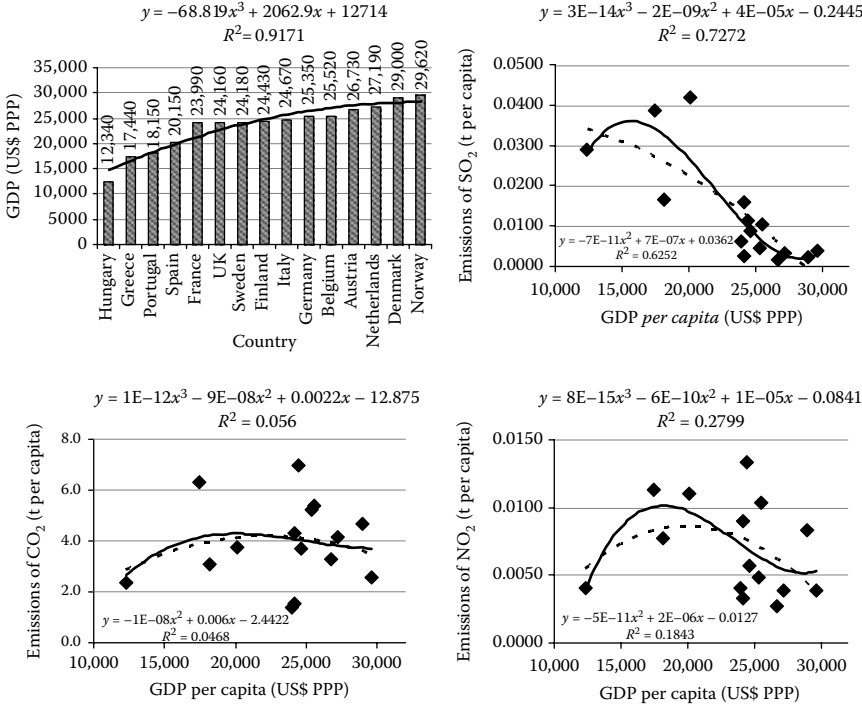 y = −68.819x³ + 2062.9x + 12714
R² = 0.9171
GDP (US$ PPP)
35,000
30,000
25,000
20,000
15,000
10,000
5000
0
12,340
17,440
18,150
20,150
23,990
24,160
24,180
24,430
24,670
25,350
25,520
26,730
27,190
29,000
29,620
Hungary
Greece
Portugal
Spain
France
UK
Sweden
Finland
Italy
Germany
Belgium
Austria
Netherlands
Denmark
Norway
Country
y = 3E−14x³ − 2E−09x² + 4E−05x − 0.2445
R² = 0.7272
Emissions of SO₂ (t per capita)
0.0500
0.0400
0.0300
0.0200
0.0100
0.0000
y = −7E-11x² + 7E-07x + 0.0362
R² = 0.6252
10,000 15,000 20,000 25,000 30,000
GDP per capita (US$ PPP)
y = 1E−12x³ − 9E−08x² + 0.0022x − 12.875
R² = 0.056
Emissions of CO₂ (t per capita)
8.0
6.0
4.0
2.0
0.0
y = −1E-08x² + 0.006x − 2.4422
R² = 0.0468
10,000 15,000 20,000 25,000 30,000
GDP per capita (US$ PPP)
y = 8E−15x³ − 6E−10x² + 1E−05x − 0.0841
R² = 0.2799
Emissions of NO₂ (t per capita)
0.0150
0.0100
0.0050
0.0000
y = −5E-11x² + 2E-06x − 0.0127
R² = 0.1843
10,000 15,000 20,000 25,000 30,000
GDP per capita (US$ PPP)